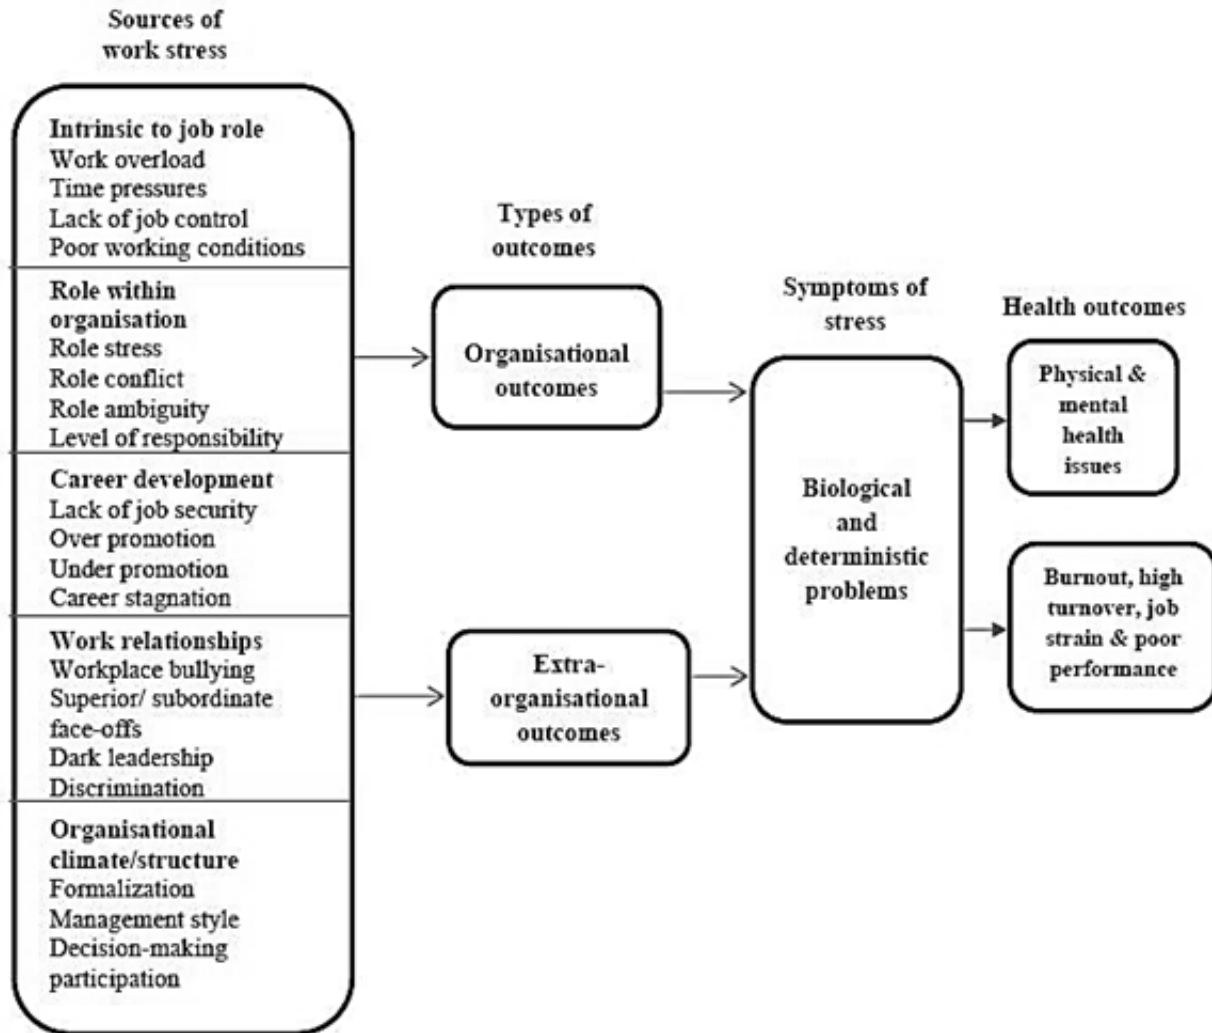 Sources of
work stress
Intrinsic to job role
Work overload
Time pressures
Lack of job control
Poor working conditions
Role within
organisation
Role stress
Role conflict
Role ambiguity
Level of responsibility
Career development
Lack of job security
Over promotion
Under promotion
Career stagnation
Work relationships
Workplace bullying
Superior/ subordinate
face-offs
Dark leadership
Discrimination
Organisational
climate/structure
Formalization
Management style
Decision-making
participation
Types of
outcomes
Organisational
outcomes
Extra-
organisational
outcomes
Symptoms of
stress
Biological
and
deterministic
problems
Health outcomes
Physical &
mental
health
issues
Burnout, high
turnover, job
strain & poor
performance